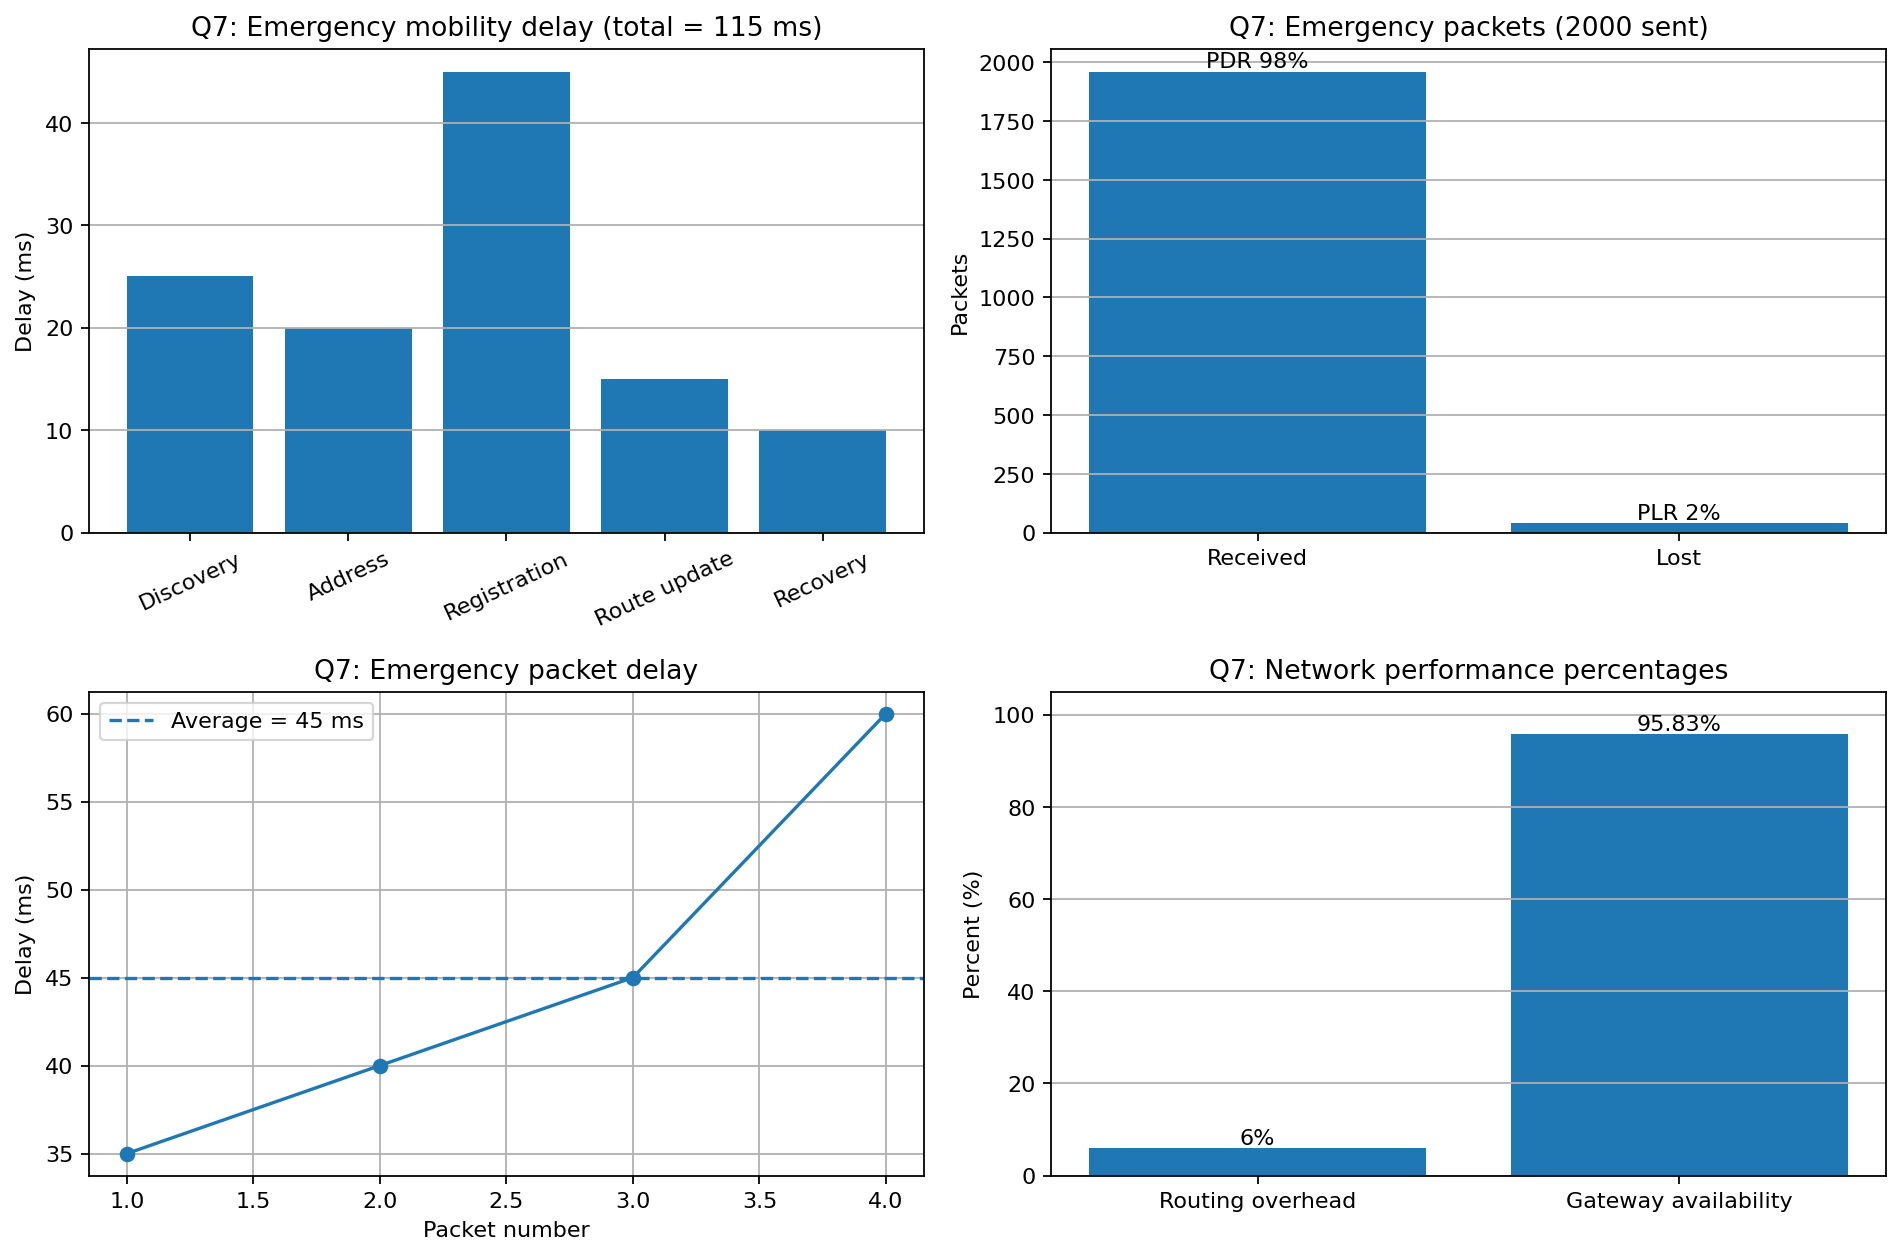 Q7: Emergency mobility delay (total = 115 ms)
Delay (ms)
40
30
20
10
0
Discovery
Address
Registration
Route update
Recovery
Q7: Emergency packets (2000 sent)
Packets
2000
1750
1500
1250
1000
750
500
250
0
PDR 98%
PLR 2%
Received
Lost
Q7: Emergency packet delay
Delay (ms)
60
55
50
45
40
35
Average = 45 ms
1.0
1.5
2.0
2.5
3.0
3.5
4.0
Packet number
Q7: Network performance percentages
Percent (%)
100
80
60
40
20
0
6%
95.83%
Routing overhead
Gateway availability